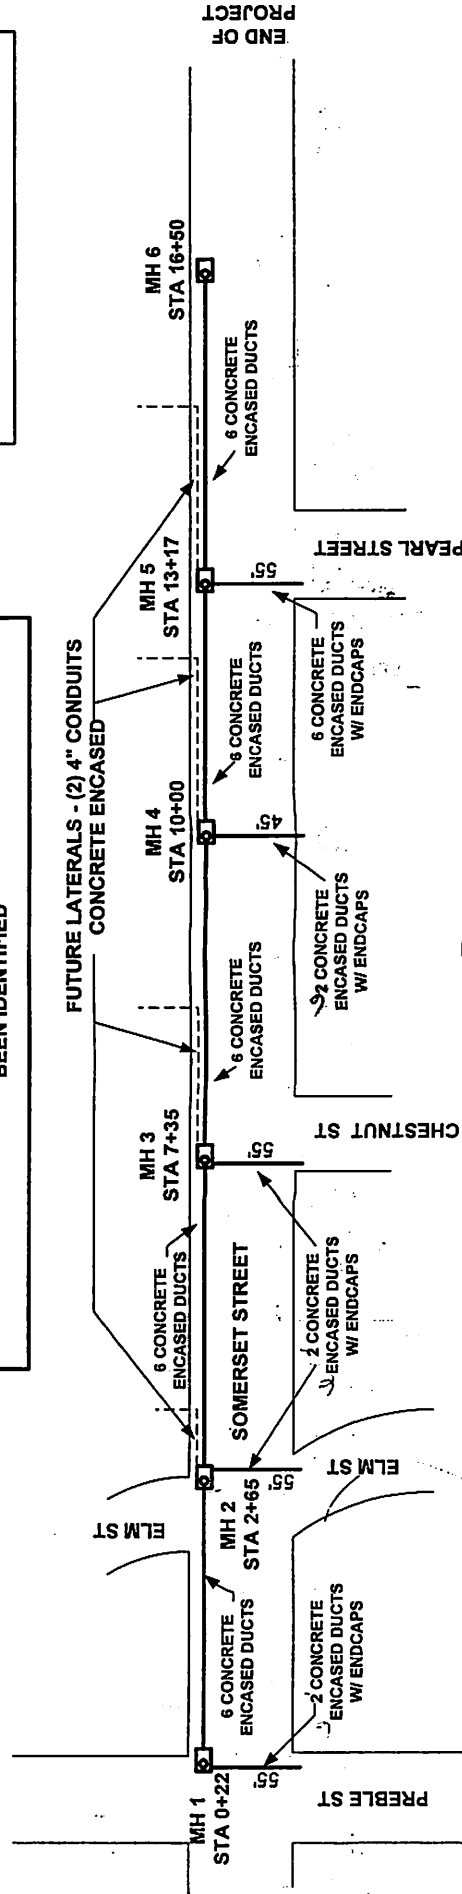 BEEN IDENTIFIED
FUTURE LATERALS - (2) 4" CONDUITS
CONCRETE ENCASED
MH 1
STA 0+22
MH 2
STA 2+65
MH 3
STA 7+35
MH 4
STA 10+00
MH 5
STA 13+17
MH 6
STA 16+50
END OF
PROJECT
6 CONCRETE
ENCASED DUCTS
6 CONCRETE
ENCASED DUCTS
6 CONCRETE
ENCASED DUCTS
6 CONCRETE
ENCASED DUCTS
6 CONCRETE
ENCASED DUCTS
SOMERSET STREET
ELM ST
55'
55'
55'
45'
55'
2 CONCRETE
ENCASED DUCTS
W/ ENDCAPS
2 CONCRETE
ENCASED DUCTS
W/ ENDCAPS
2 CONCRETE
ENCASED DUCTS
W/ ENDCAPS
6 CONCRETE
ENCASED DUCTS
W/ ENDCAPS
PREBLE ST
ELM ST
CHESTNUT ST
PEARL STREET